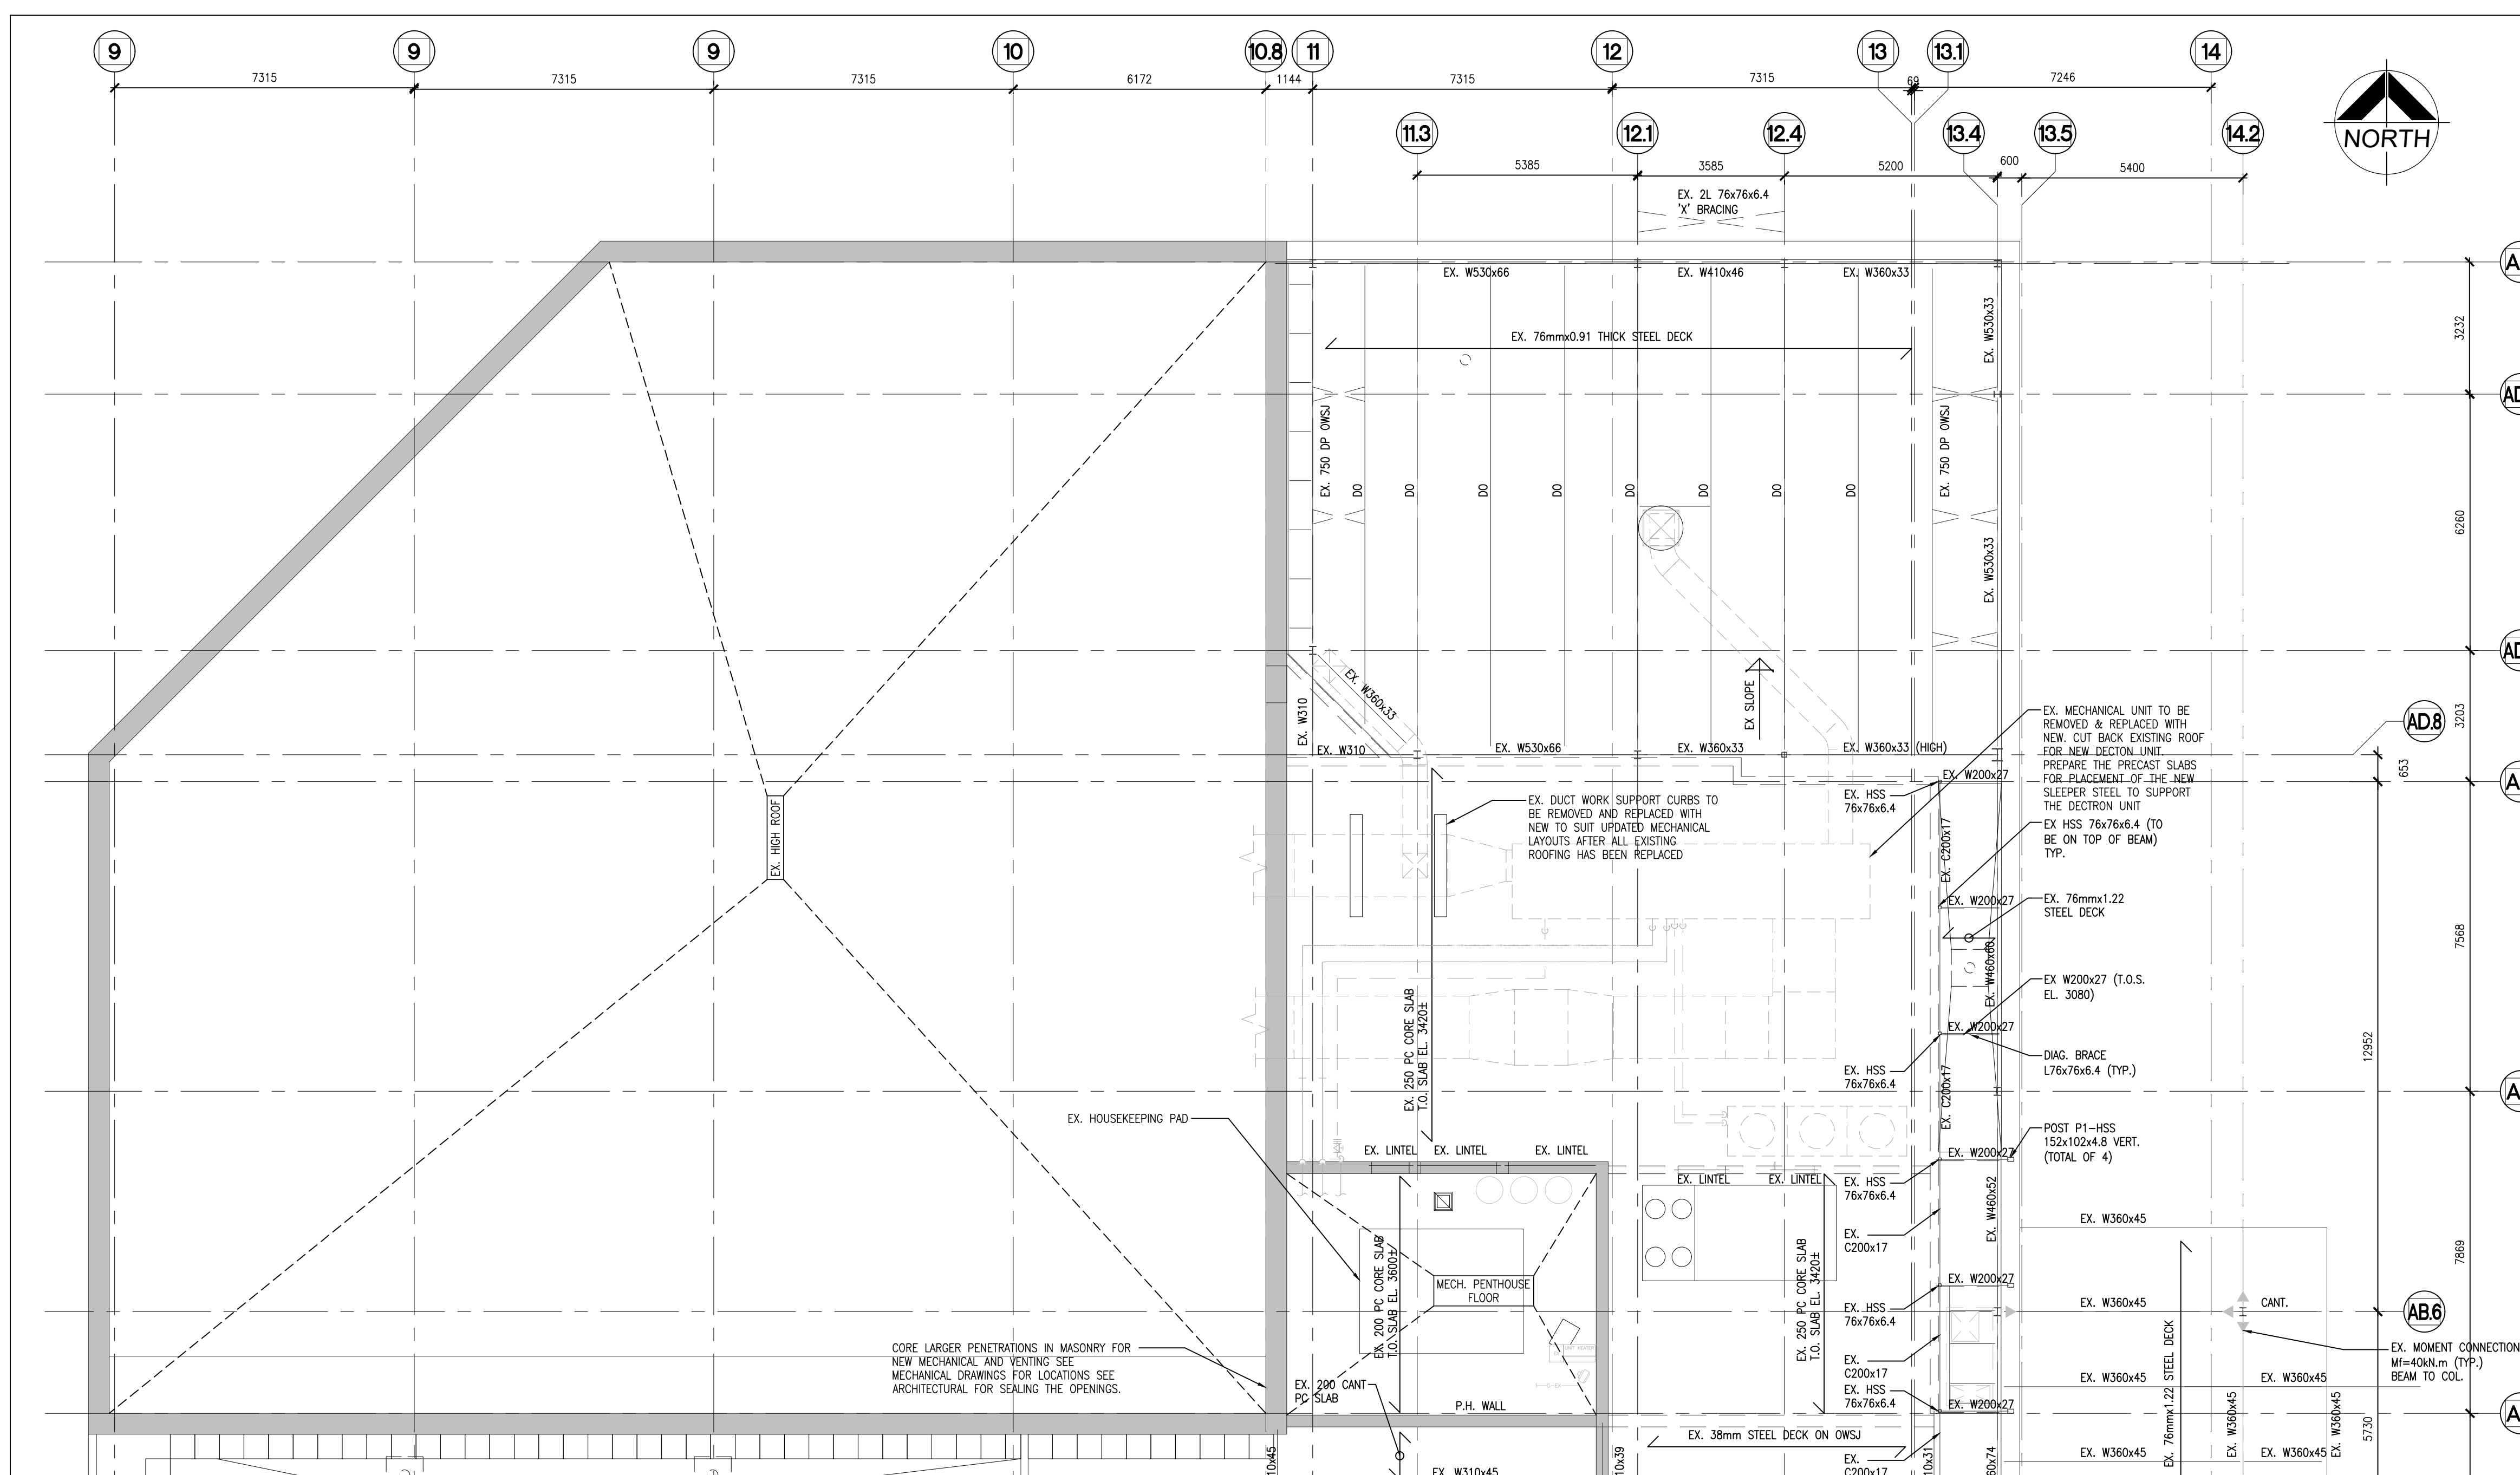 9
9
9
10
10.8
11
12
13
13.1
14
7315
7315
7315
6172
1144
7315
7315
69
7246
11.3
12.1
12.4
13.4
13.5
14.2
NORTH
5385
3585
5200
600
5400
EX. 2L 76x76x6.4
'X' BRACING
EX. W530x66
EX. W410x46
EX. W360x33
EX. W530x33
3232
EX. 76mmx0.91 THICK STEEL DECK
EX. 750 DP OWSJ
DO
DO
DO
DO
DO
DO
DO
DO
EX. 750 DP OWSJ
EX. W530x33
6260
EX. W360x33
EX. W310
EX. W310
EX. W530x66
EX. W360x33
EX. W360x33 (HIGH)
EX SLOPE
EX. MECHANICAL UNIT TO BE
REMOVED & REPLACED WITH
NEW. CUT BACK EXISTING ROOF
FOR NEW DECTON UNIT.
PREPARE THE PRECAST SLABS
FOR PLACEMENT OF THE NEW
SLEEPER STEEL TO SUPPORT
THE DECTRON UNIT
AD.8
3203
653
EX. W200x27
EX. HSS
76x76x6.4
EX. HIGH ROOF
EX. DUCT WORK SUPPORT CURBS TO
BE REMOVED AND REPLACED WITH
NEW TO SUIT UPDATED MECHANICAL
LAYOUTS AFTER ALL EXISTING
ROOFING HAS BEEN REPLACED
EX. C200x17
EX HSS 76x76x6.4 (TO
BE ON TOP OF BEAM)
TYP.
EX. W200x27
EX. 76mmx1.22
STEEL DECK
7568
EX. W460x60
EX W200x27 (T.O.S.
EL. 3080)
EX. W200x27
EX. 250 PC CORE SLAB
T.O. SLAB EL. 3420±
DIAG. BRACE
L76x76x6.4 (TYP.)
EX. HSS
76x76x6.4
EX. C200x17
12952
EX. HOUSEKEEPING PAD
EX. LINTEL
EX. LINTEL
EX. LINTEL
POST P1-HSS
152x102x4.8 VERT.
(TOTAL OF 4)
EX. W200x27
EX. LINTEL
EX. LINTEL
EX. HSS
76x76x6.4
EX. W460x52
EX. W360x45
EX.
C200x17
7869
EX. 200 PC CORE SLAB
T.O. SLAB EL. 3600±
MECH. PENTHOUSE
FLOOR
EX. 250 PC CORE SLAB
T.O. SLAB EL. 3420±
EX. W200x27
EX. HSS
76x76x6.4
EX. W360x45
CANT.
AB.6
CORE LARGER PENETRATIONS IN MASONRY FOR
NEW MECHANICAL AND VENTING SEE
MECHANICAL DRAWINGS FOR LOCATIONS SEE
ARCHITECTURAL FOR SEALING THE OPENINGS.
EX.
C200x17
EX. MOMENT CONNECTION
Mf=40kN.m (TYP.)
BEAM TO COL.
EX. 200 CANT
PC SLAB
EX. HSS
76x76x6.4
EX. W360x45
EX. W360x45
P.H. WALL
EX. W200x27
EX. 76mmx1.22 STEEL DECK
EX. W360x45
EX. W360x45
5730
EX. 38mm STEEL DECK ON OWSJ
EX.
C200x17
EX. W360x45
EX. W360x45
EX. W310x45
10x45
10x39
10x31
60x74